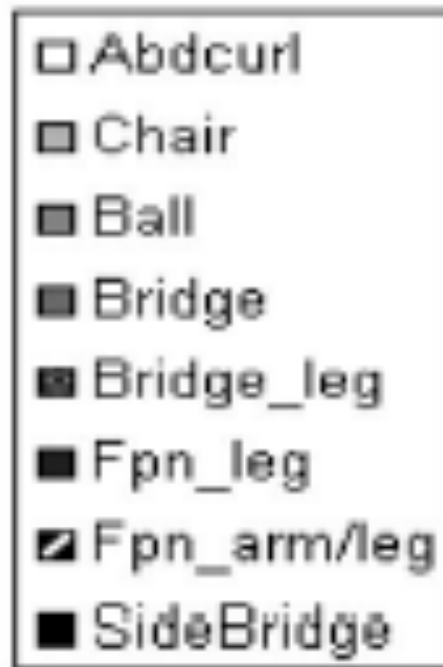 Abdcurl
Chair
Ball
Bridge
Bridge_leg
Fpn_leg
Fpn_arm/leg
SideBridge